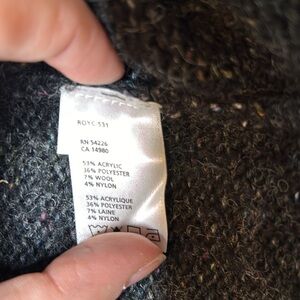 RDYC 531
RN 54226
CA 14980
53% ACRYLIC
36% POLYESTER
7% WOOL
4% NYLON
53% ACRYLIQUE
36% POLYESTER
7% LAINE
4% NYLON